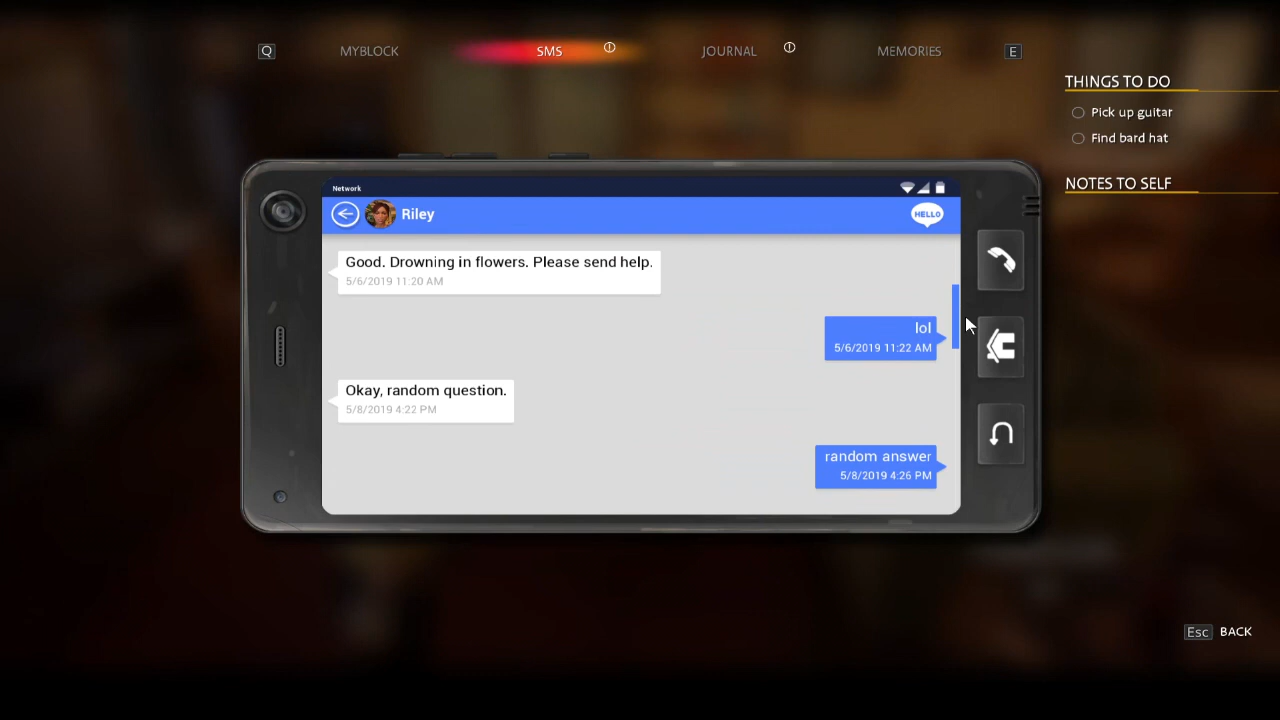 Q
MYBLOCK
SMS
JOURNAL
MEMORIES
E
THINGS TO DO
Pick up guitar
Find bard hat
NOTES TO SELF
Network
Riley
HELLO
Good. Drowning in flowers. Please send help.
5/6/2019 11:20 AM
lol
5/6/2019 11:22 AM
Okay, random question.
5/8/2019 4:22 PM
random answer
5/8/2019 4:26 PM
Esc BACK